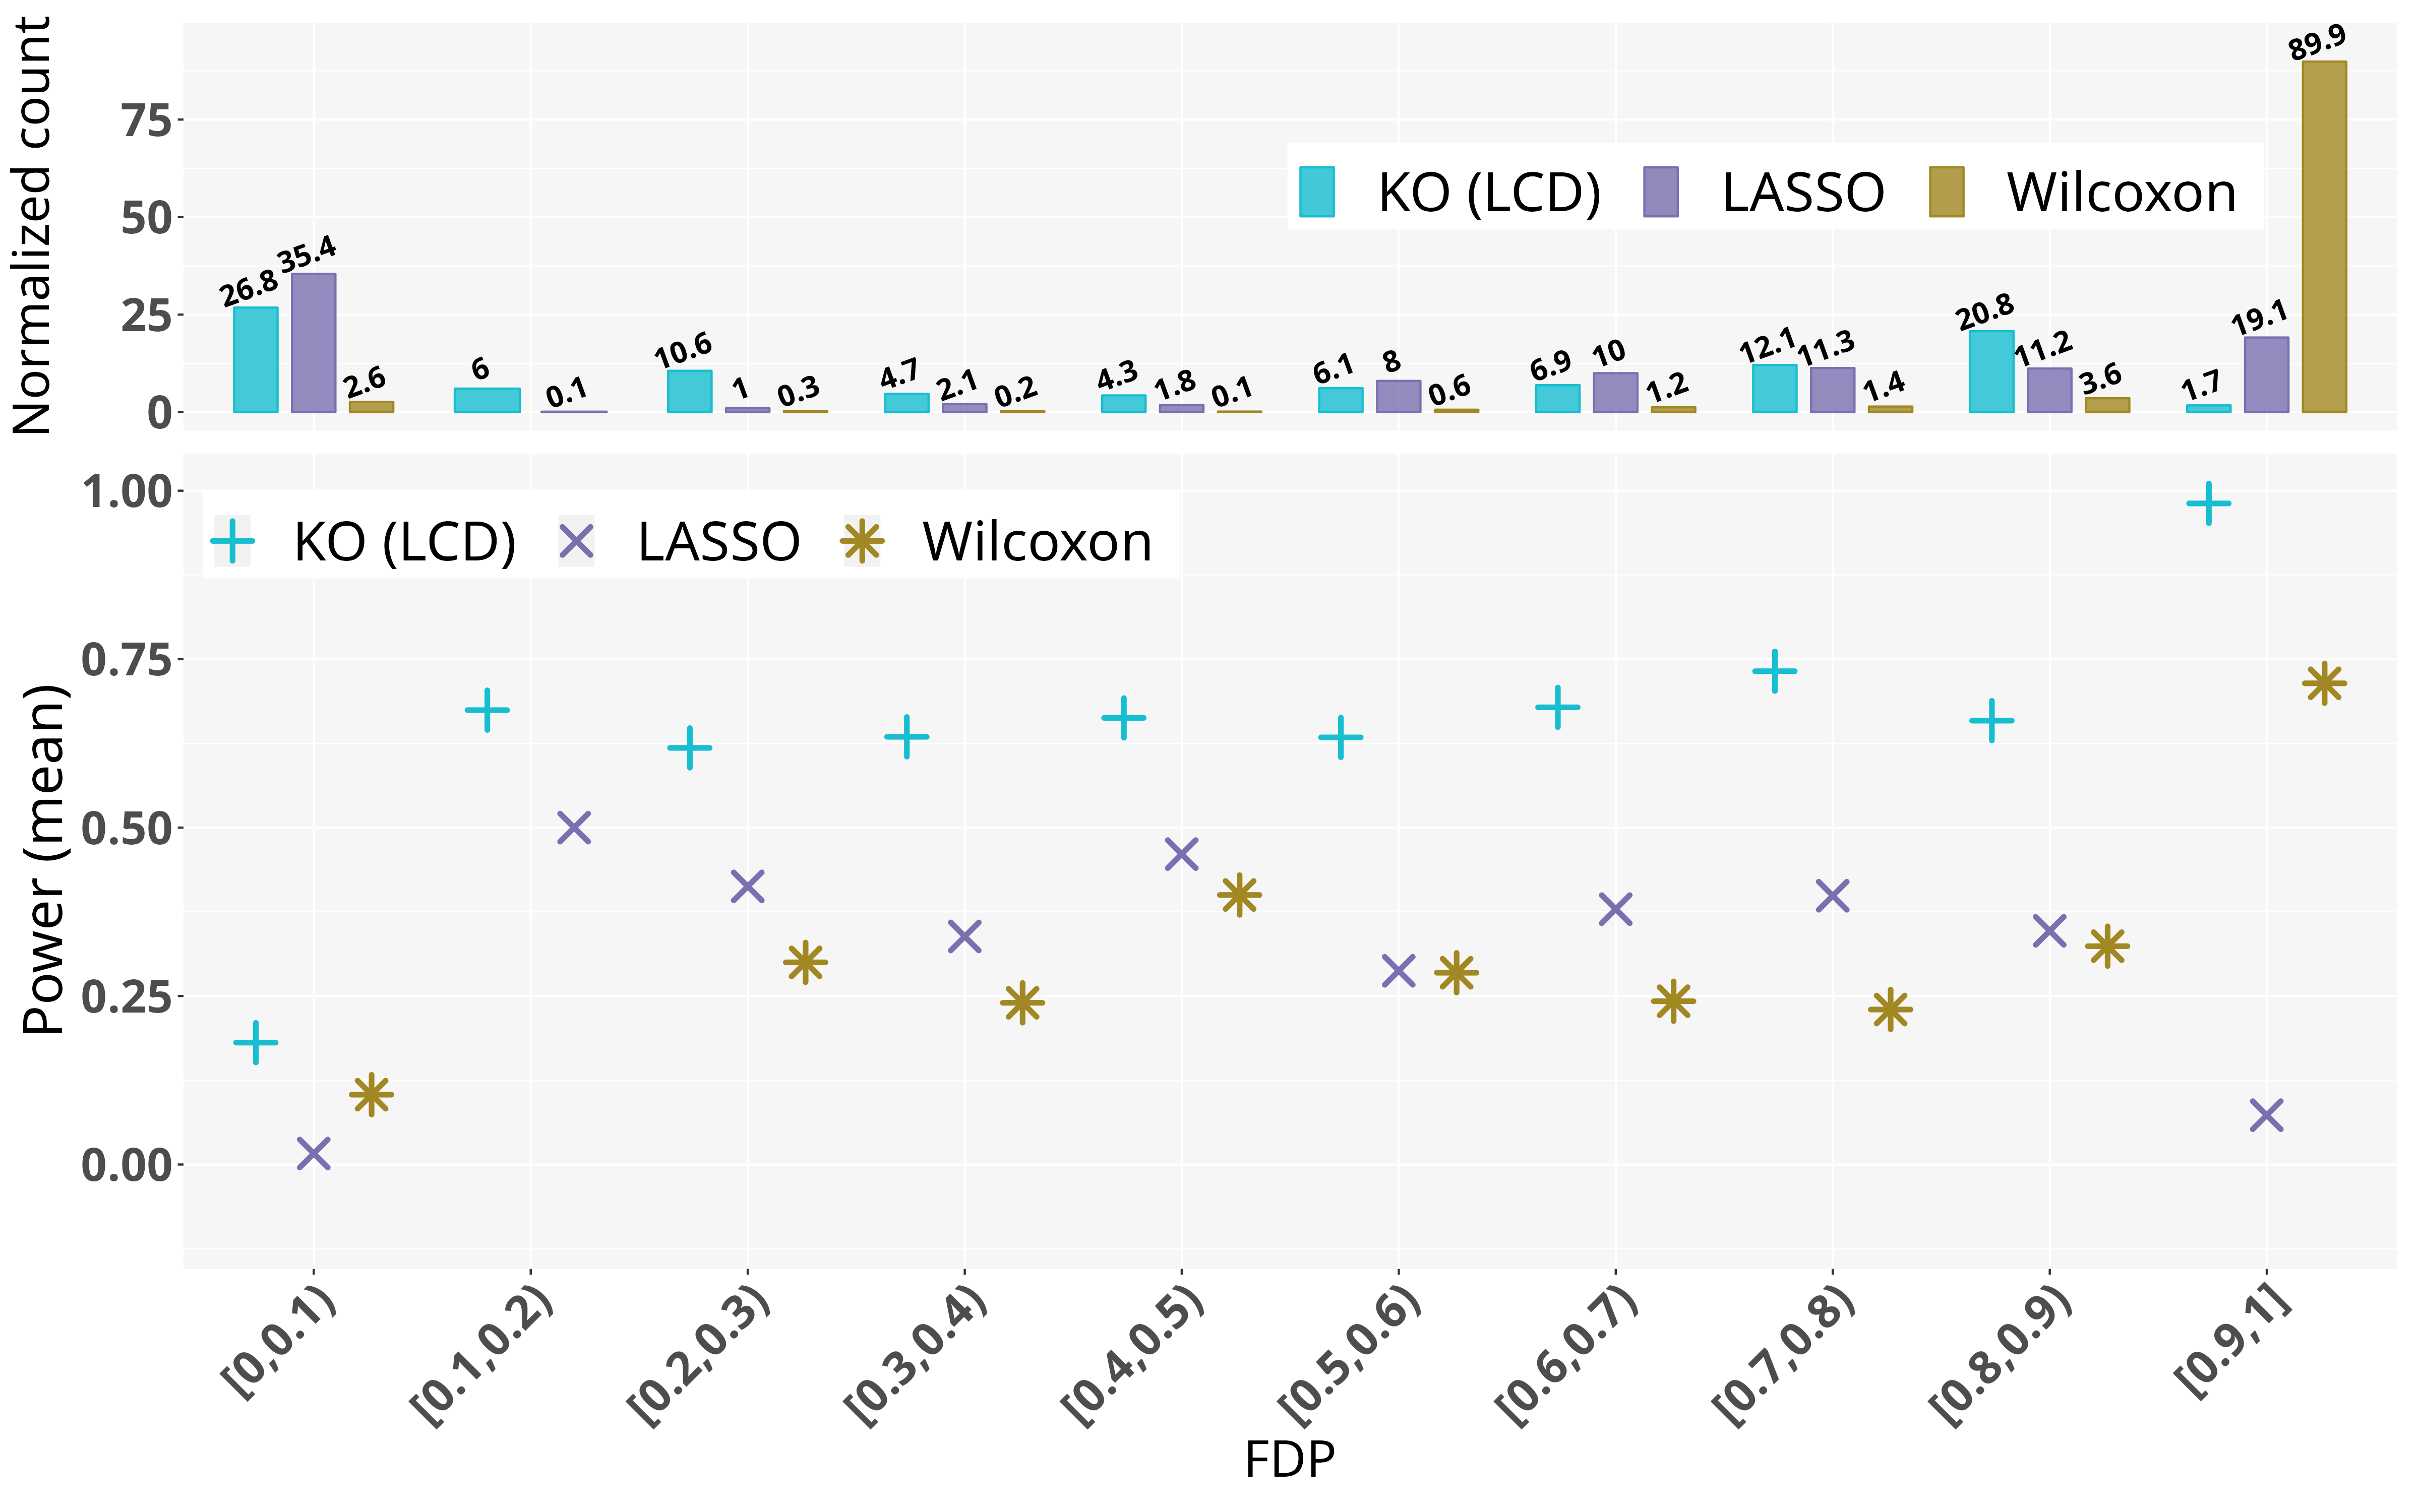 Normalized count
75
50
25
0
26.8 35.4 2.6 6 0.1 10.6 1 0.3 4.7 2.1 0.2 4.3 1.8 0.1 6.1 8 0.6 6.9 10 1.2 12.1 11.3 1.4 20.8 11.2 3.6 1.7 19.1 89.9
KO (LCD) LASSO Wilcoxon
Power (mean)
1.00
0.75
0.50
0.25
0.00
KO (LCD) LASSO Wilcoxon
[0,0.1) [0.1,0.2) [0.2,0.3) [0.3,0.4) [0.4,0.5) [0.5,0.6) [0.6,0.7) [0.7,0.8) [0.8,0.9) [0.9,1]
FDP